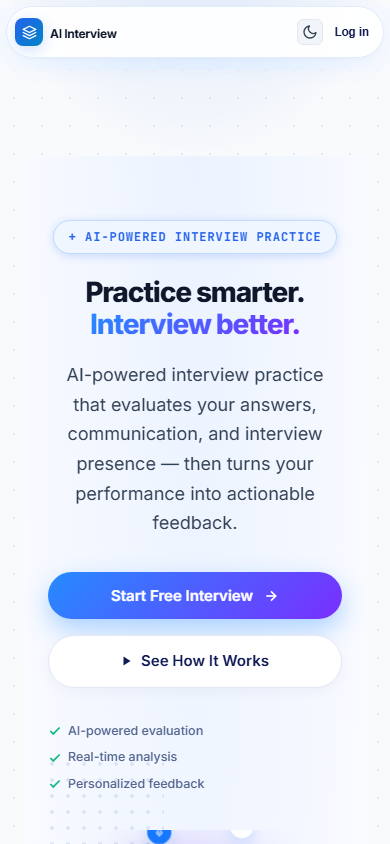 AI Interview
Log in
+ AI-POWERED INTERVIEW PRACTICE
Practice smarter.
Interview better.
AI-powered interview practice
that evaluates your answers,
communication, and interview
presence — then turns your
performance into actionable
feedback.
Start Free Interview →
See How It Works
AI-powered evaluation
Real-time analysis
Personalized feedback